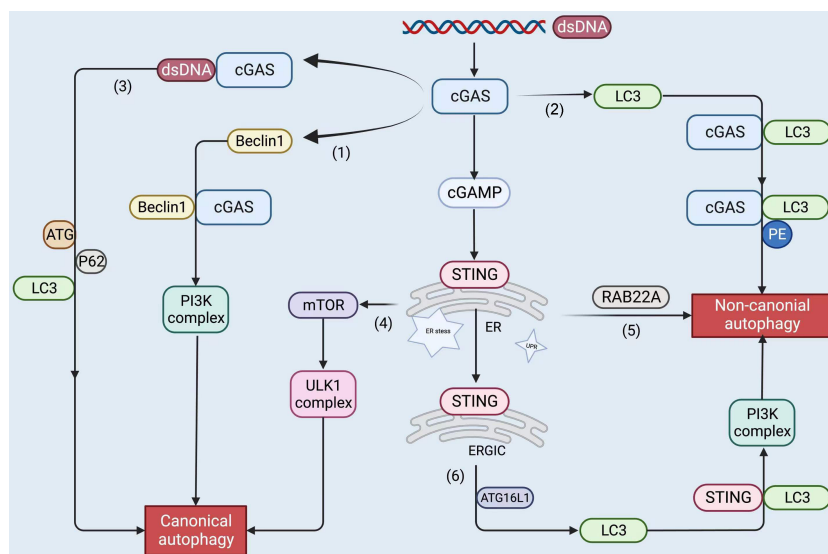 dsDNA
dsDNA
cGAS
(3)
cGAS
(2)
LC3
Beclin1
(1)
cGAS
LC3
cGAMP
Beclin1
cGAS
cGAS
LC3
PE
ATG
P62
STING
LC3
PI3K
complex
mTOR
(4)
ER stess
ER
UPR
RAB22A
(5)
Non-canonial
autophagy
ULK1
complex
STING
ERGIC
PI3K
complex
(6)
ATG16L1
STING
LC3
Canonical
autophagy
LC3